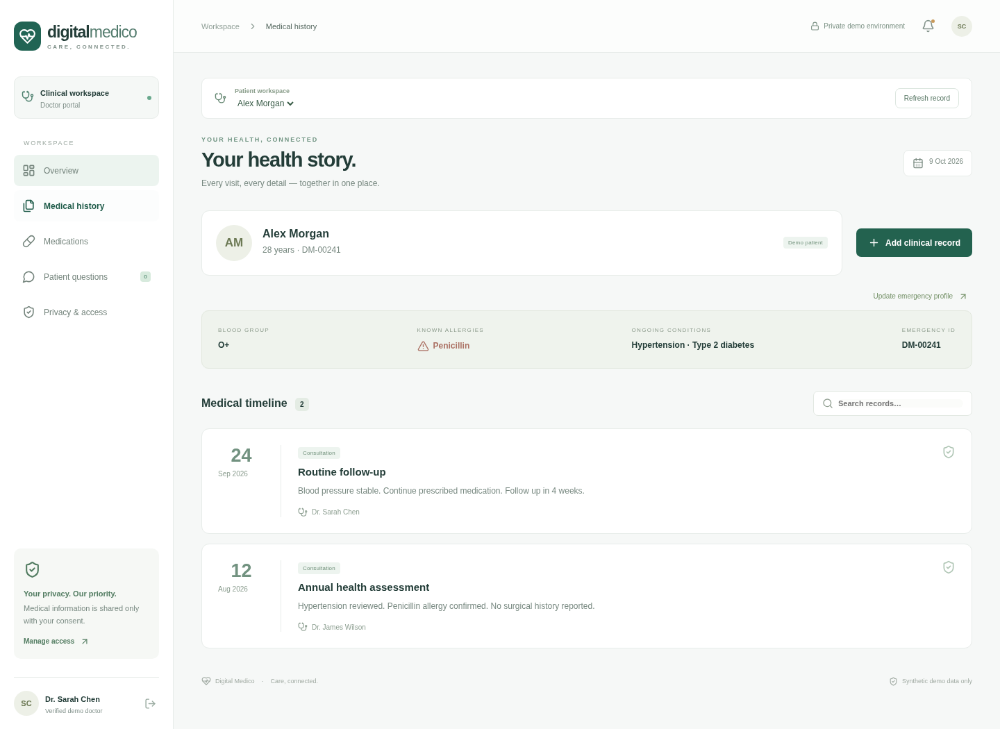 digitalmedico
CARE, CONNECTED.
Clinical workspace
Doctor portal
WORKSPACE
Overview
Medical history
Medications
Patient questions 0
Privacy & access
Your privacy. Our priority.
Medical information is shared only
with your consent.
Manage access
SC
Dr. Sarah Chen
Verified demo doctor
Workspace > Medical history
Private demo environment
SC
Patient workspace
Alex Morgan
Refresh record
YOUR HEALTH, CONNECTED
Your health story.
Every visit, every detail — together in one place.
9 Oct 2026
AM
Alex Morgan
28 years · DM-00241
Demo patient
Add clinical record
Update emergency profile
BLOOD GROUP
O+
KNOWN ALLERGIES
Penicillin
ONGOING CONDITIONS
Hypertension · Type 2 diabetes
EMERGENCY ID
DM-00241
Medical timeline 2
Search records…
24
Sep 2026
Consultation
Routine follow-up
Blood pressure stable. Continue prescribed medication. Follow up in 4 weeks.
Dr. Sarah Chen
12
Aug 2026
Consultation
Annual health assessment
Hypertension reviewed. Penicillin allergy confirmed. No surgical history reported.
Dr. James Wilson
Digital Medico · Care, connected.
Synthetic demo data only